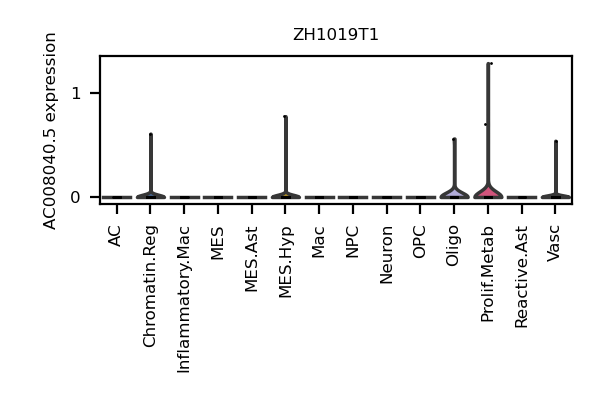 ZH1019T1
AC008040.5 expression
1
0
AC
Chromatin.Reg
Inflammatory.Mac
MES
MES.Ast
MES.Hyp
Mac
NPC
Neuron
OPC
Oligo
Prolif.Metab
Reactive.Ast
Vasc